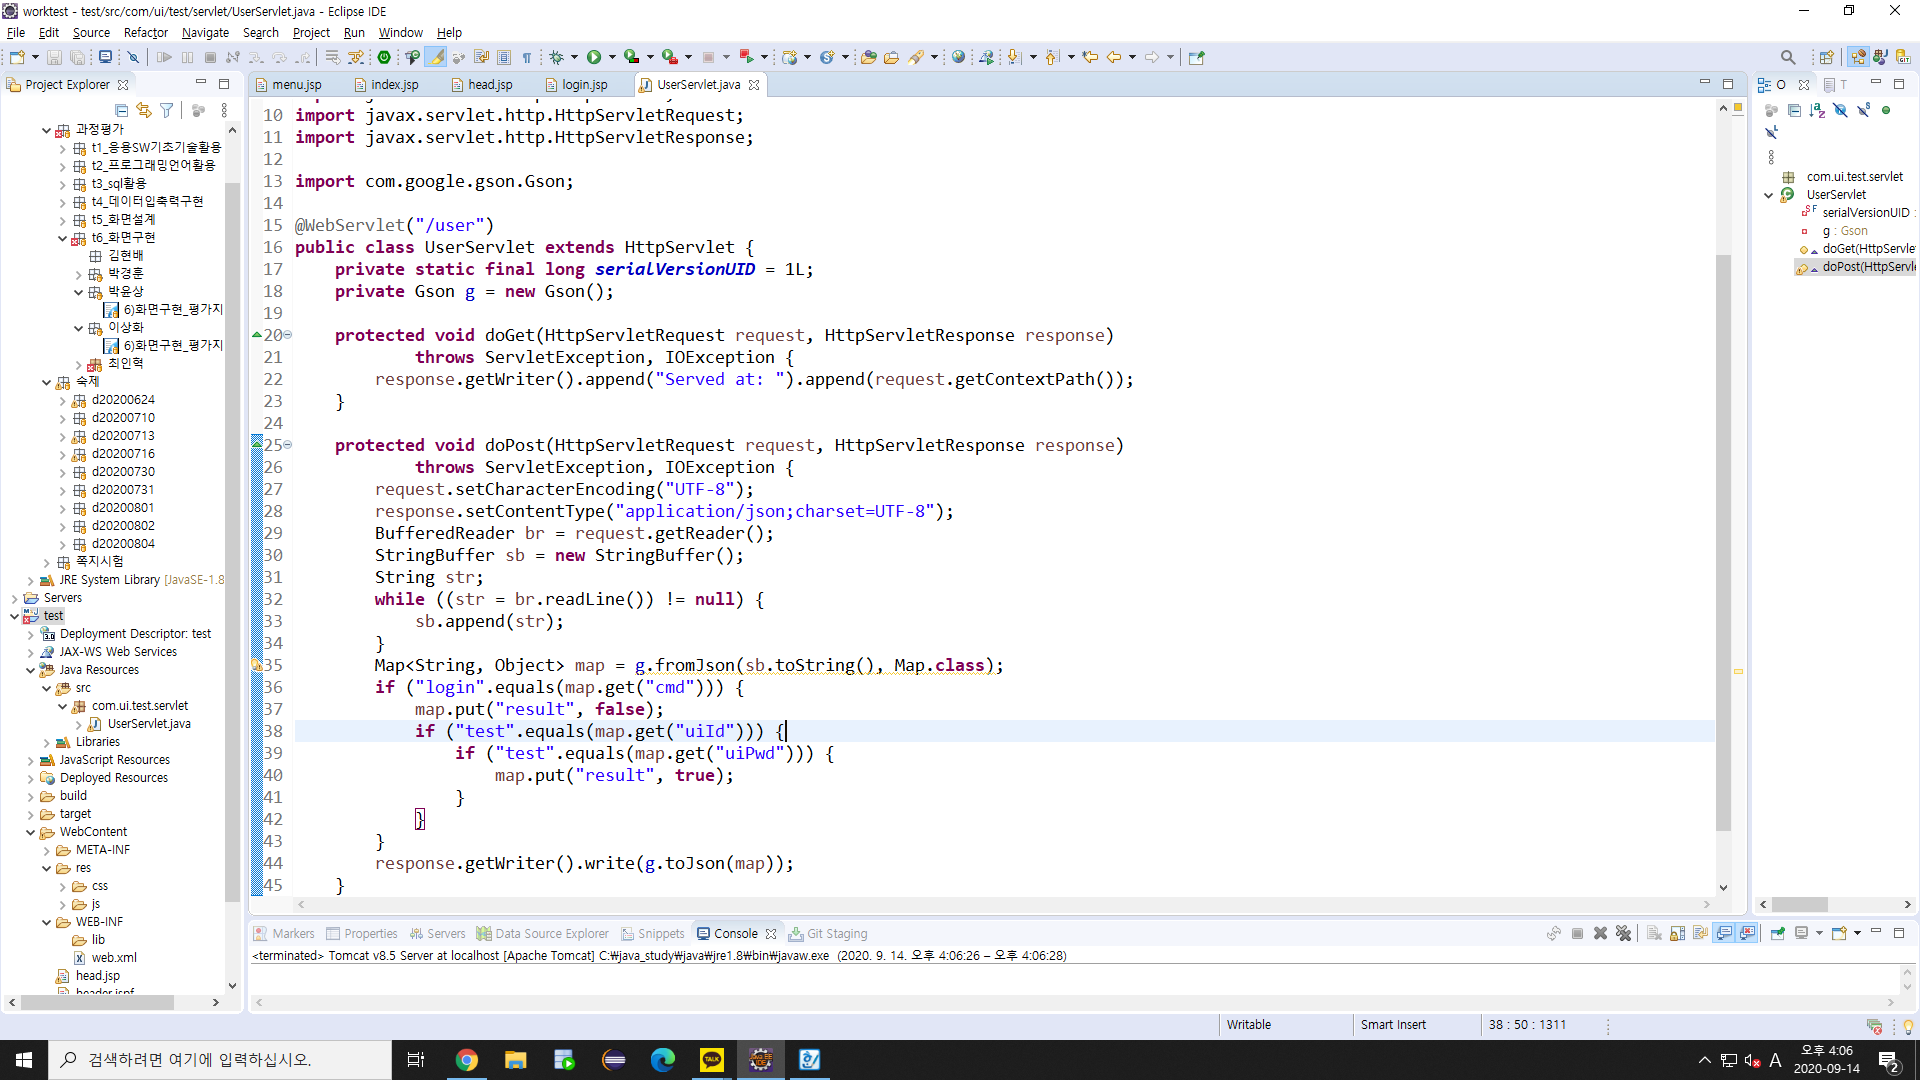 worktest - test/src/com/ui/test/servlet/UserServlet.java - Eclipse IDE
File Edit Source Refactor Navigate Search Project Run Window Help
Project Explorer
menu.jsp index.jsp head.jsp login.jsp UserServlet.java
과정평가
t1_응용SW기초기술활용
t2_프로그래밍언어활용
t3_sql활용
t4_데이터입출력구현
t5_화면설계
t6_화면구현
김현배
박경훈
박윤상
6)화면구현_평가지
이상화
6)화면구현_평가지
최인혁
숙제
d20200624
d20200710
d20200713
d20200716
d20200730
d20200731
d20200801
d20200802
d20200804
쪽지시험
JRE System Library [JavaSE-1.8
Servers
test
Deployment Descriptor: test
JAX-WS Web Services
Java Resources
src
com.ui.test.servlet
UserServlet.java
Libraries
JavaScript Resources
Deployed Resources
build
target
WebContent
META-INF
res
css
js
WEB-INF
lib
web.xml
head.jsp
10 import javax.servlet.http.HttpServletRequest;
11 import javax.servlet.http.HttpServletResponse;
12
13 import com.google.gson.Gson;
14
15 @WebServlet("/user")
16 public class UserServlet extends HttpServlet {
17 private static final long serialVersionUID = 1L;
18 private Gson g = new Gson();
19
20 protected void doGet(HttpServletRequest request, HttpServletResponse response)
21 throws ServletException, IOException {
22 response.getWriter().append("Served at: ").append(request.getContextPath());
23 }
24
25 protected void doPost(HttpServletRequest request, HttpServletResponse response)
26 throws ServletException, IOException {
27 request.setCharacterEncoding("UTF-8");
28 response.setContentType("application/json;charset=UTF-8");
29 BufferedReader br = request.getReader();
30 StringBuffer sb = new StringBuffer();
31 String str;
32 while ((str = br.readLine()) != null) {
33 sb.append(str);
34 }
35 Map<String, Object> map = g.fromJson(sb.toString(), Map.class);
36 if ("login".equals(map.get("cmd"))) {
37 map.put("result", false);
38 if ("test".equals(map.get("uiId"))) {
39 if ("test".equals(map.get("uiPwd"))) {
40 map.put("result", true);
41 }
42 }
43 }
44 response.getWriter().write(g.toJson(map));
45 }
O T
com.ui.test.servlet
UserServlet
serialVersionUID :
g : Gson
doGet(HttpServle
doPost(HttpServl
Markers Properties Servers Data Source Explorer Snippets Console Git Staging
<terminated> Tomcat v8.5 Server at localhost [Apache Tomcat] C:₩java_study₩java₩jre1.8₩bin₩javaw.exe (2020. 9. 14. 오후 4:06:26 – 오후 4:06:28)
Writable Smart Insert 38 : 50 : 1311
검색하려면 여기에 입력하십시오.
TALK
A
오후 4:06
2020-09-14
2